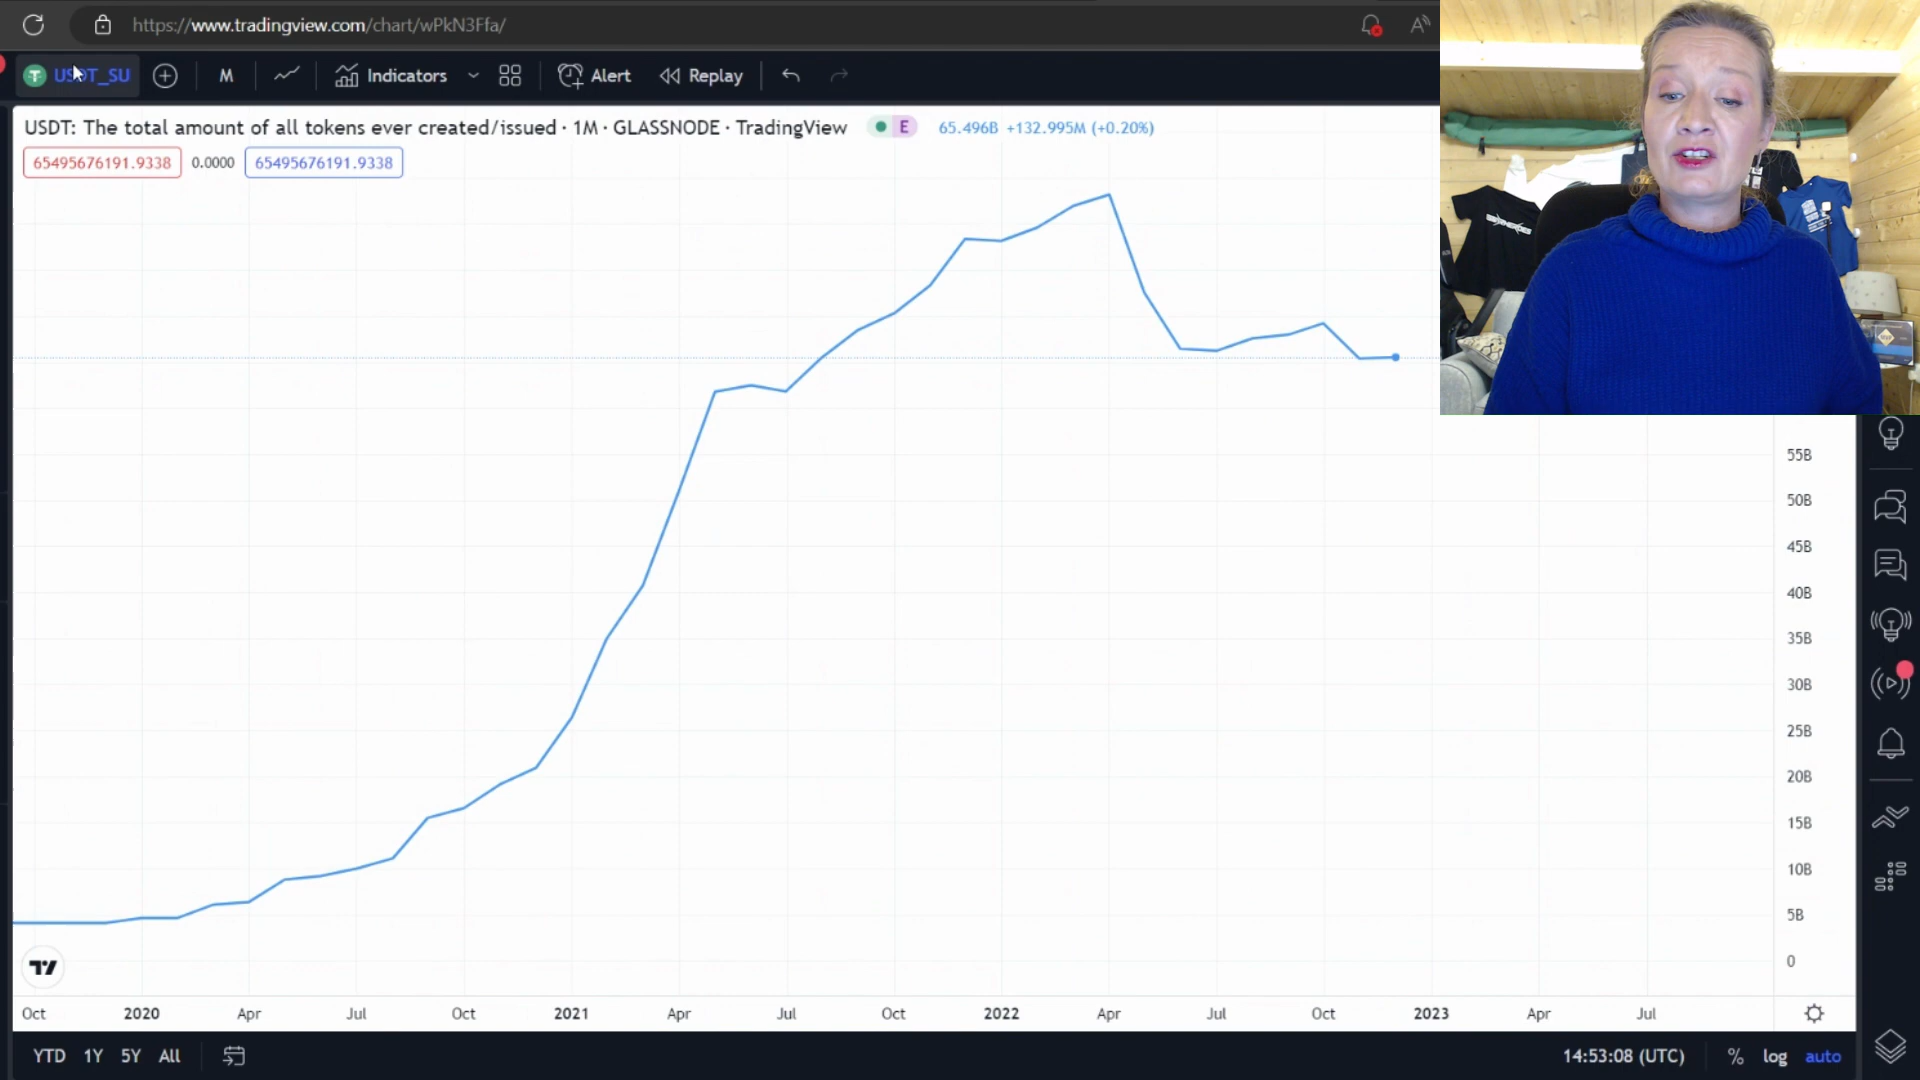 https://www.tradingview.com/chart/wPkN3Ffa/
USDT_SU
M
Indicators
Alert
Replay
USDT: The total amount of all tokens ever created/issued · 1M · GLASSNODE · TradingView
E
65.496B +132.995M (+0.20%)
65495676191.9338
0.0000
65495676191.9338
55B
50B
45B
40B
35B
30B
25B
20B
15B
10B
5B
0
Oct
2020
Apr
Jul
Oct
2021
Apr
Jul
Oct
2022
Apr
Jul
Oct
2023
Apr
Jul
YTD
1Y
5Y
All
14:53:08 (UTC)
%
log
auto